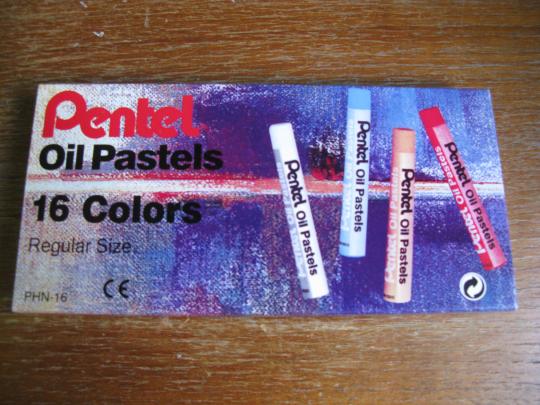 Pentel
Oil Pastels
16 Colors
Regular Size
PHN-16 CE
Pentel Oil Pastels
Pentel Oil Pastels
Pentel Oil Pastels
Pentel Oil Pastels